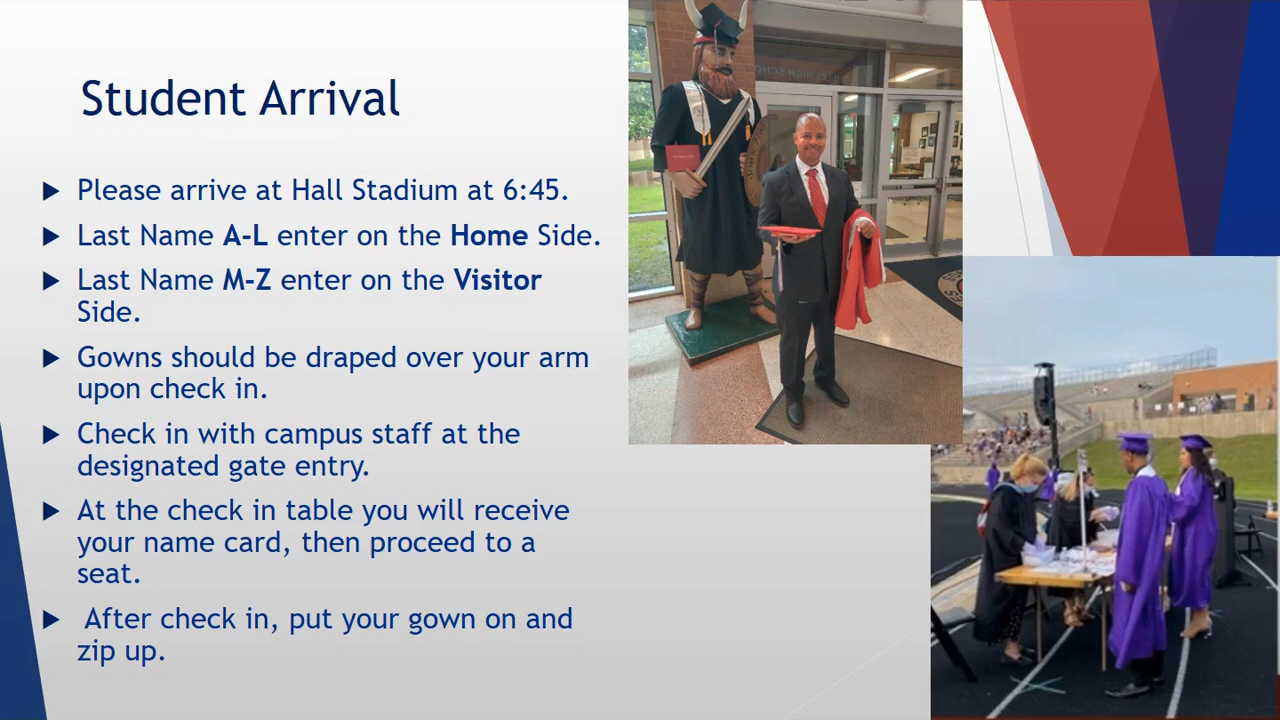 Student Arrival
Please arrive at Hall Stadium at 6:45.
Last Name A-L enter on the Home Side.
Last Name M-Z enter on the Visitor
Side.
Gowns should be draped over your arm
upon check in.
Check in with campus staff at the
designated gate entry.
At the check in table you will receive
your name card, then proceed to a
seat.
After check in, put your gown on and
zip up.